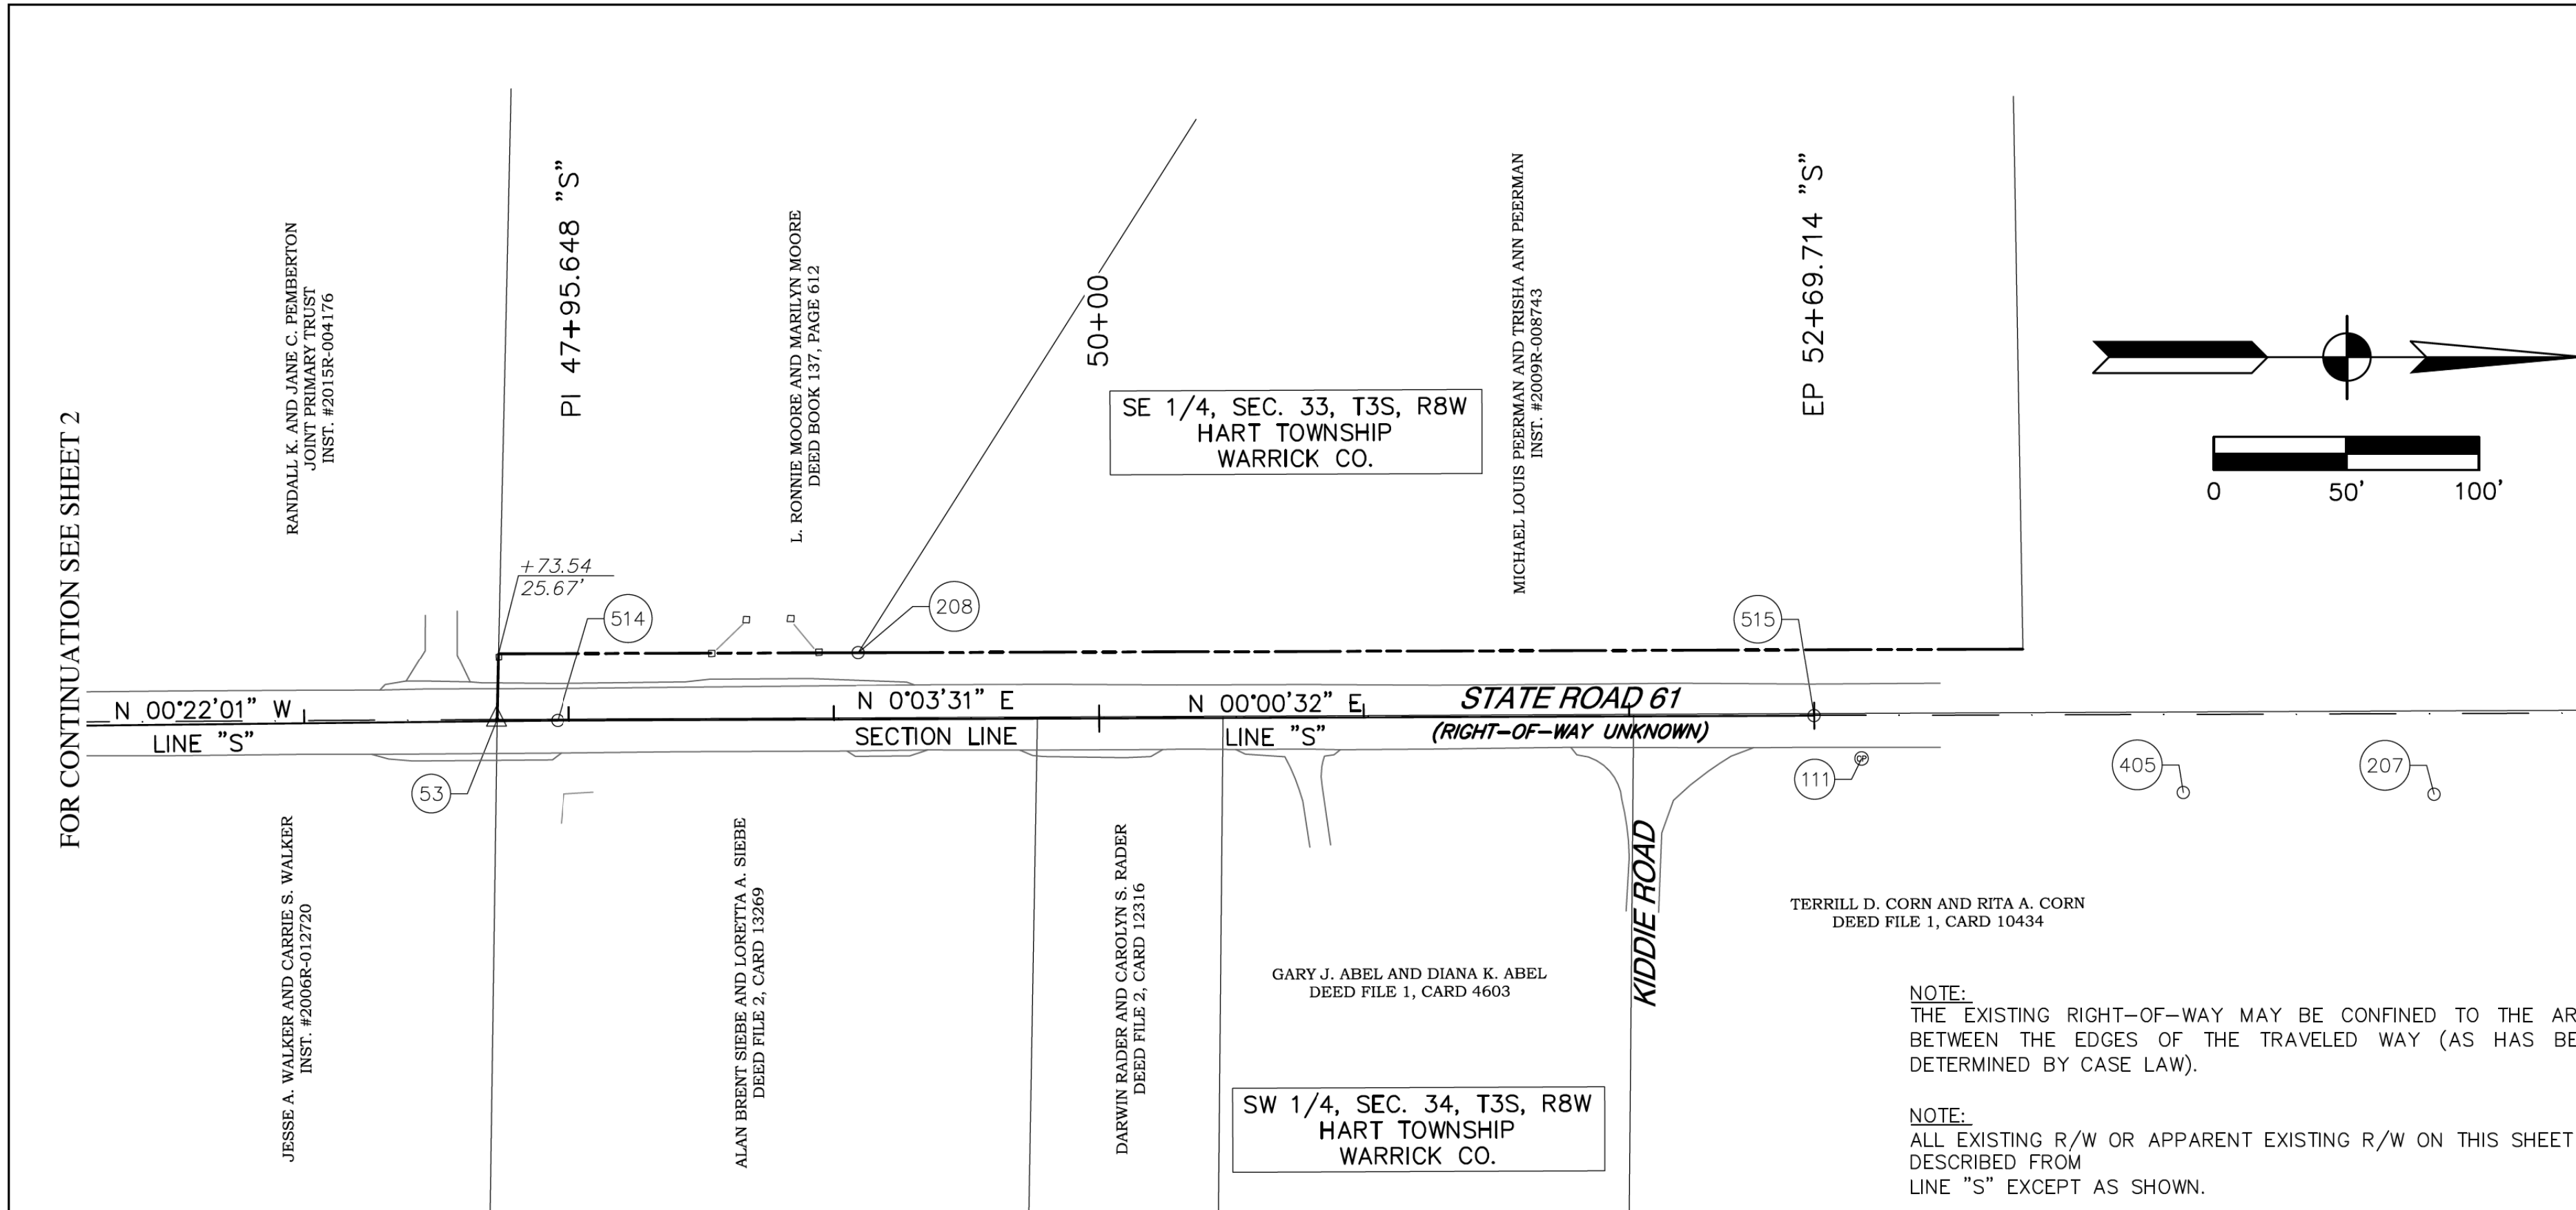 FOR CONTINUATION SEE SHEET 2
RANDALL K. AND JANE C. PEMBERTON
JOINT PRIMARY TRUST
INST. #2015R-004176
PI 47+95.648 "S"
L. RONNIE MOORE AND MARILYN MOORE
DEED BOOK 137, PAGE 612
50+00
SE 1/4, SEC. 33, T3S, R8W
HART TOWNSHIP
WARRICK CO.
MICHAEL LOUIS PEERMAN AND TRISHA ANN PEERMAN
INST. #2009R-008743
EP 52+69.714 "S"
0 50' 100'
+73.54
25.67'
514
208
515
N 00°22'01" W
LINE "S"
N 0°03'31" E
SECTION LINE
N 00°00'32" E
LINE "S"
STATE ROAD 61
(RIGHT-OF-WAY UNKNOWN)
53
111
CP
405
207
JESSE A. WALKER AND CARRIE S. WALKER
INST. #2006R-012720
ALAN BRENT SIEBE AND LORETTA A. SIEBE
DEED FILE 2, CARD 13269
DARWIN RADER AND CAROLYN S. RADER
DEED FILE 2, CARD 12316
GARY J. ABEL AND DIANA K. ABEL
DEED FILE 1, CARD 4603
KIDDIE ROAD
TERRILL D. CORN AND RITA A. CORN
DEED FILE 1, CARD 10434
SW 1/4, SEC. 34, T3S, R8W
HART TOWNSHIP
WARRICK CO.
NOTE:
THE EXISTING RIGHT-OF-WAY MAY BE CONFINED TO THE AR
BETWEEN THE EDGES OF THE TRAVELED WAY (AS HAS BE
DETERMINED BY CASE LAW).
NOTE:
ALL EXISTING R/W OR APPARENT EXISTING R/W ON THIS SHEET
DESCRIBED FROM
LINE "S" EXCEPT AS SHOWN.